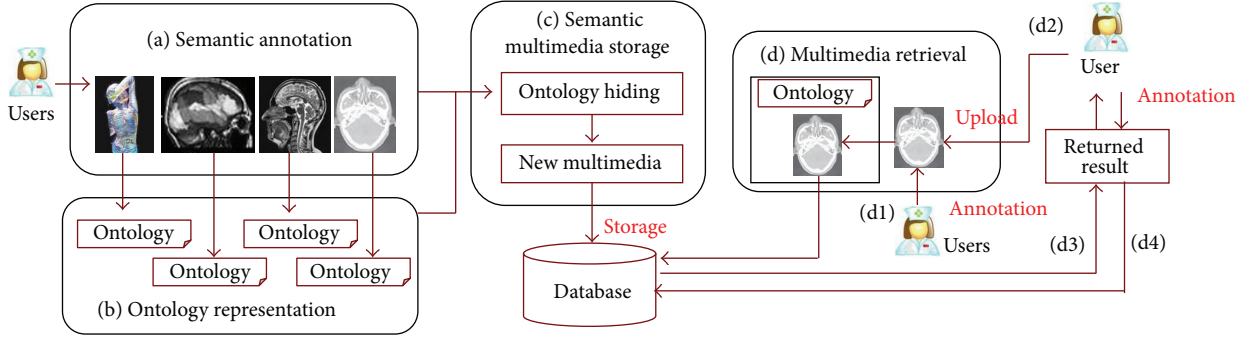 Users
(a) Semantic annotation
Ontology
Ontology
Ontology
Ontology
(b) Ontology representation
(c) Semantic
multimedia storage
Ontology hiding
New multimedia
Storage
Database
(d) Multimedia retrieval
Ontology
Upload
(d1)
Annotation
Users
(d2)
User
Annotation
Returned
result
(d3)
(d4)